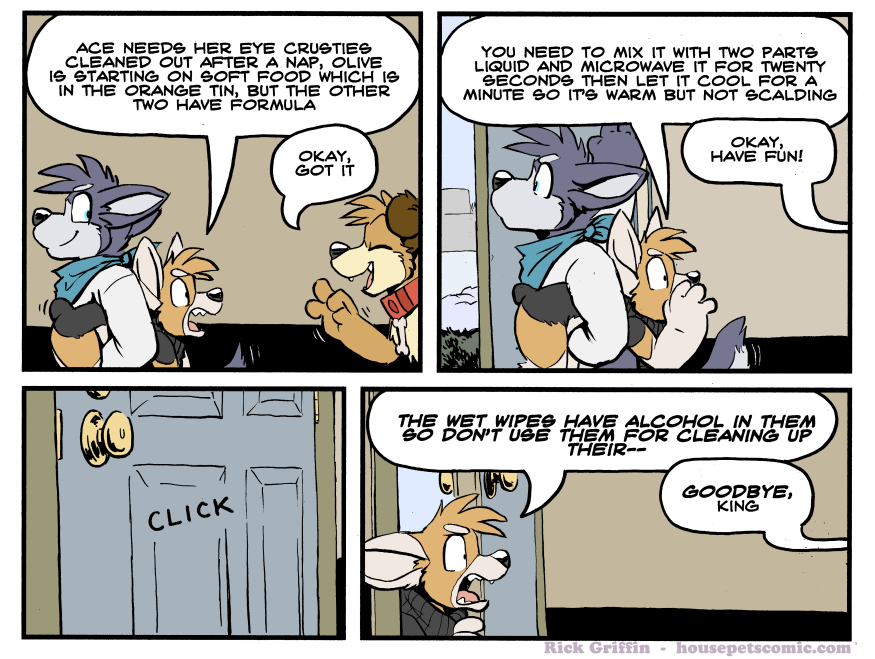 ACE NEEDS HER EYE CRUSTIES
CLEANED OUT AFTER A NAP, OLIVE
IS STARTING ON SOFT FOOD WHICH IS
IN THE ORANGE TIN, BUT THE OTHER
TWO HAVE FORMULA
OKAY,
GOT IT
YOU NEED TO MIX IT WITH TWO PARTS
LIQUID AND MICROWAVE IT FOR TWENTY
SECONDS THEN LET IT COOL FOR A
MINUTE SO IT'S WARM BUT NOT SCALDING
OKAY,
HAVE FUN!
CLICK
THE WET WIPES HAVE ALCOHOL IN THEM
SO DON'T USE THEM FOR CLEANING UP
THEIR--
GOODBYE,
KING
Rick Griffin - housepetscomic.com